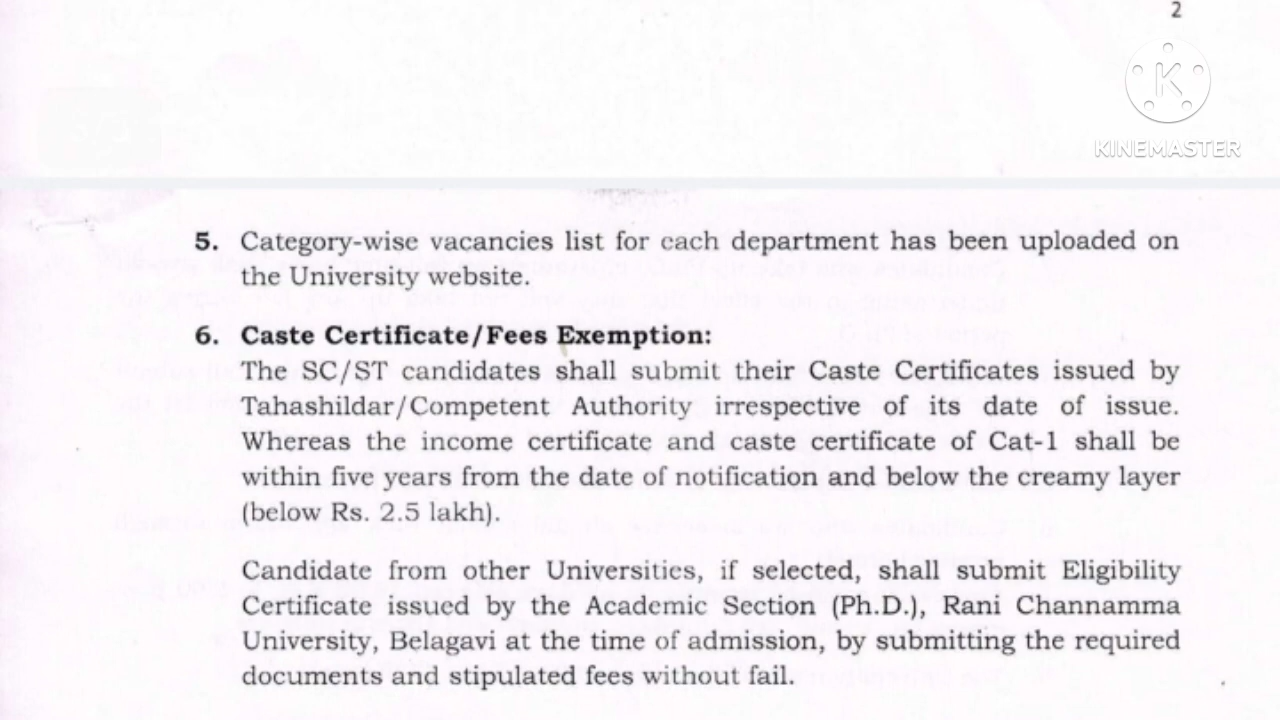 2
K
KINEMASTER
5. Category-wise vacancies list for each department has been uploaded on
the University website.
6. Caste Certificate/Fees Exemption:
The SC/ST candidates shall submit their Caste Certificates issued by
Tahashildar/Competent Authority irrespective of its date of issue.
Whereas the income certificate and caste certificate of Cat-1 shall be
within five years from the date of notification and below the creamy layer
(below Rs. 2.5 lakh).
Candidate from other Universities, if selected, shall submit Eligibility
Certificate issued by the Academic Section (Ph.D.), Rani Channamma
University, Belagavi at the time of admission, by submitting the required
documents and stipulated fees without fail.